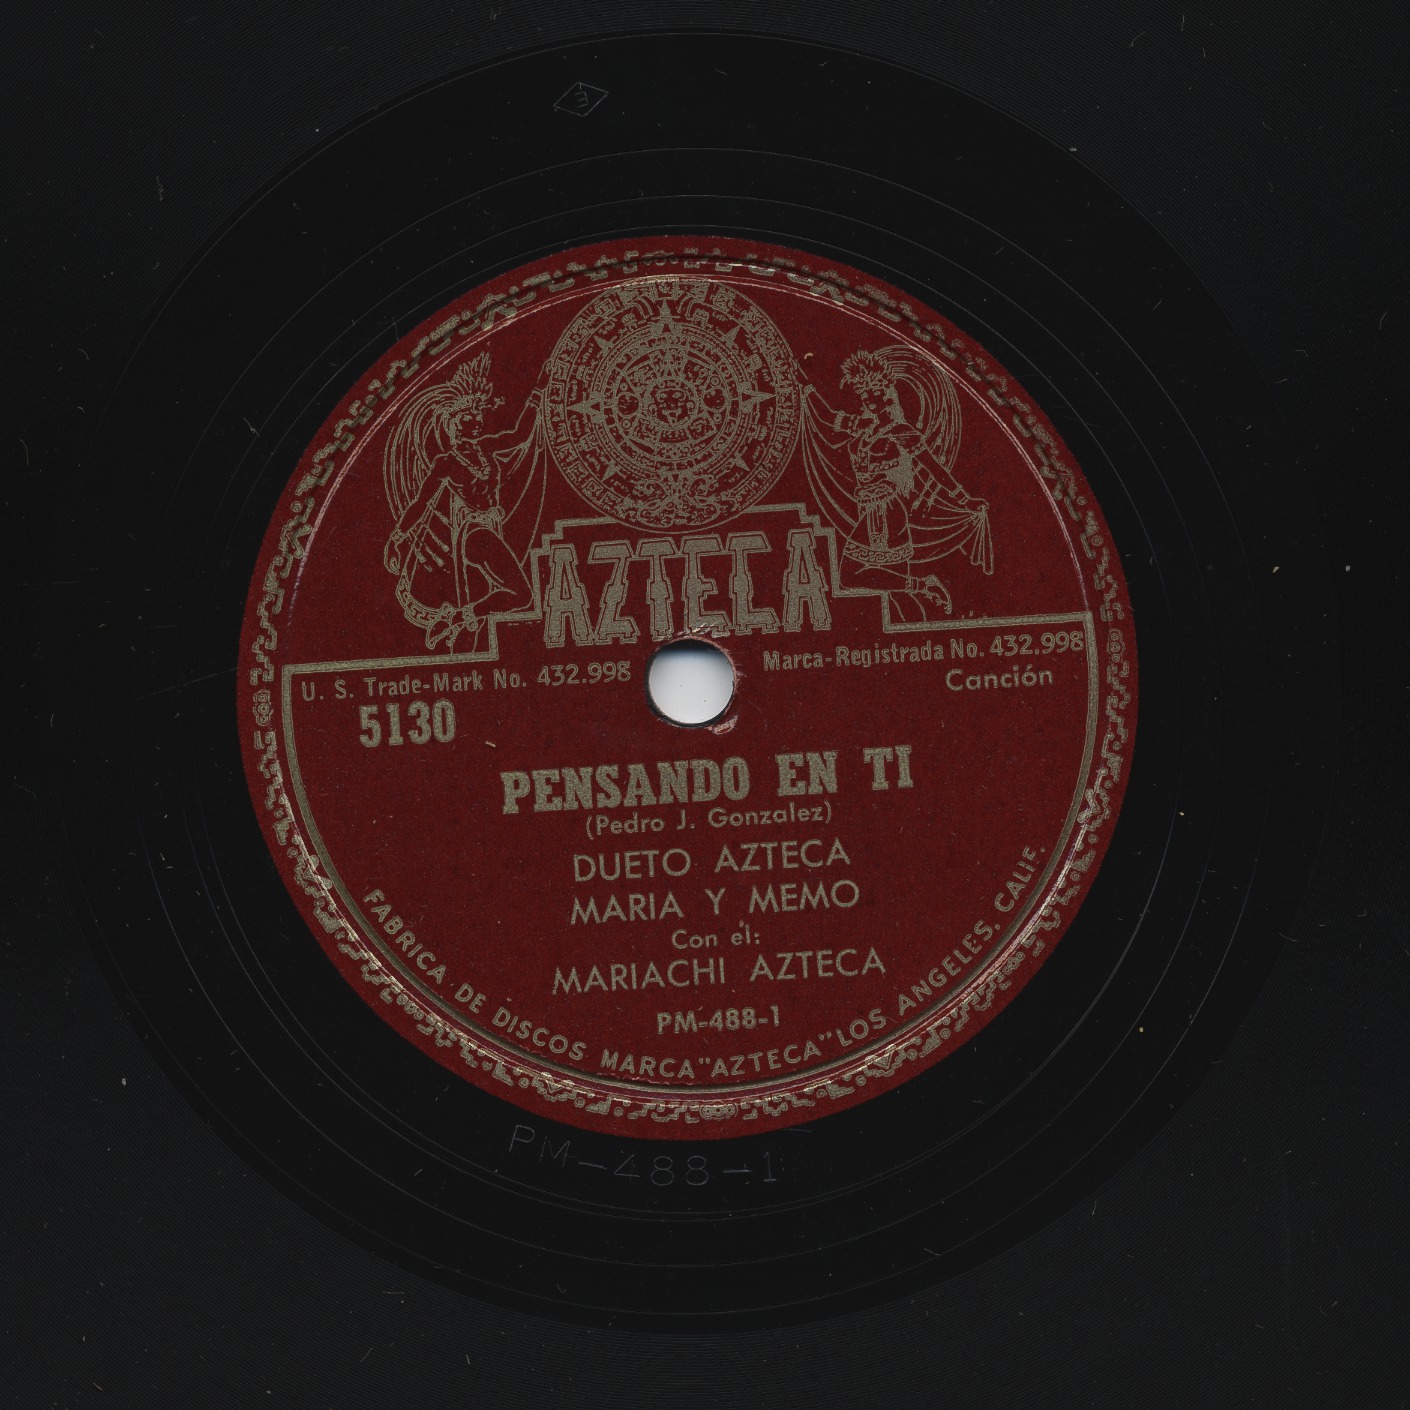 AZTECA
U. S. Trade-Mark No. 432.998
Marca-Registrada No. 432.998
Canción
5130
PENSANDO EN TI
(Pedro J. Gonzalez)
DUETO AZTECA
MARIA Y MEMO
Con el:
MARIACHI AZTECA
PM-488-1
FABRICA DE DISCOS MARCA "AZTECA" LOS ANGELES, CALIF.
PM-488-1